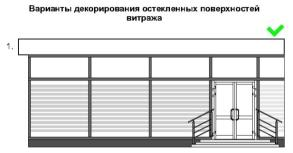 Варианты декорирования остекленных поверхностей
витража
1.